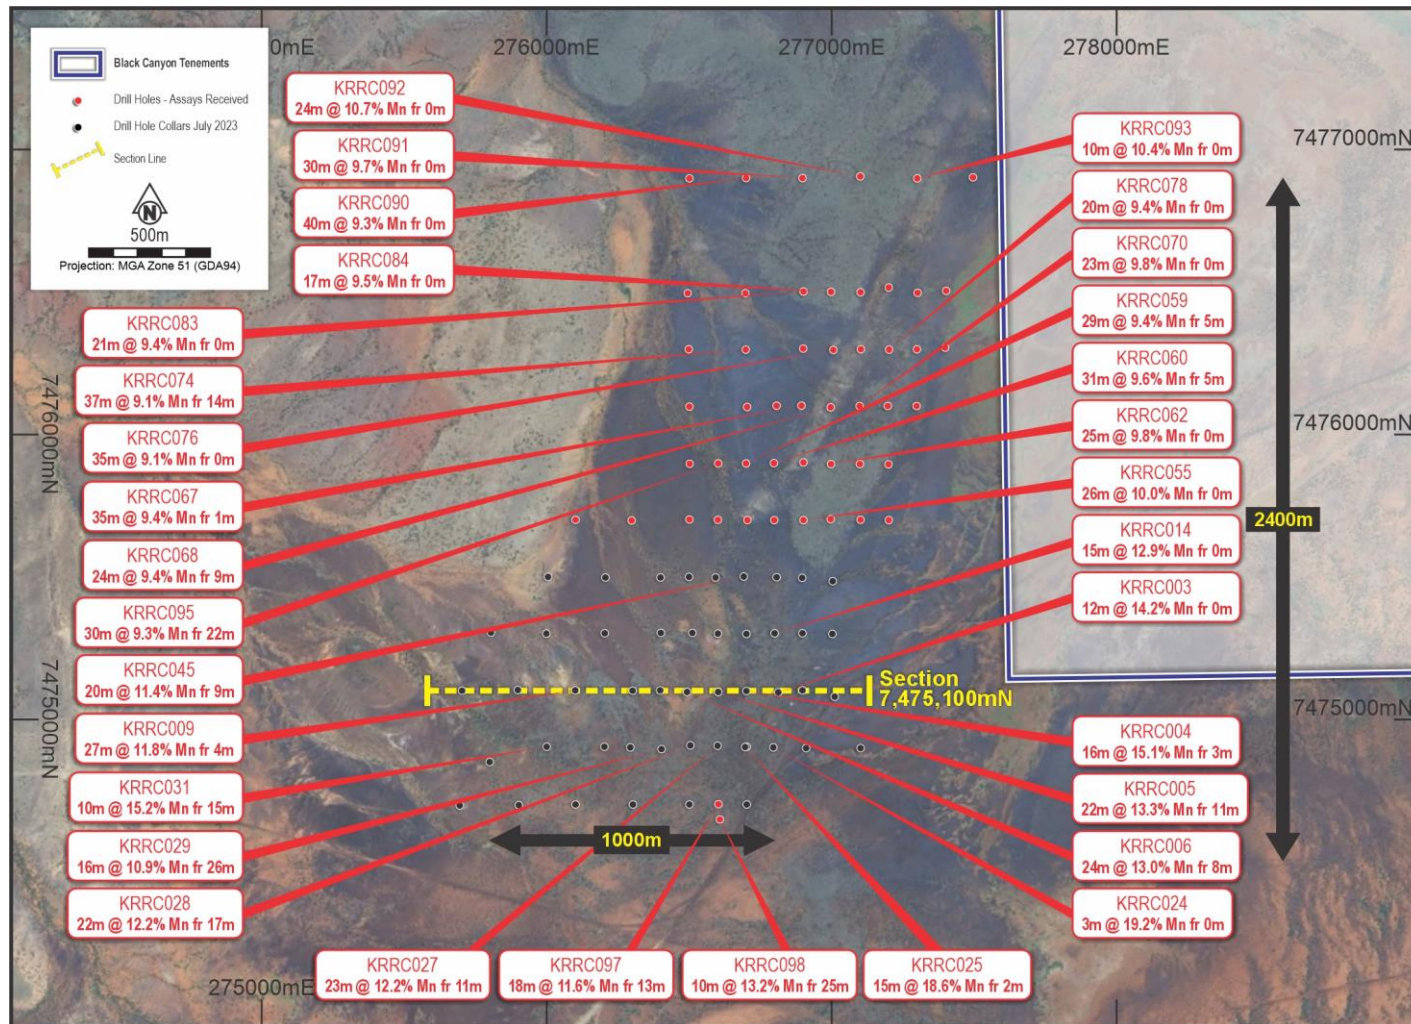 0mE
276000mE
277000mE
278000mE
Black Canyon Tenements
Drill Holes - Assays Received
Drill Hole Collars July 2023
Section Line
N
500m
Projection: MGA Zone 51 (GDA94)
KRRC092
24m @ 10.7% Mn fr 0m
KRRC091
30m @ 9.7% Mn fr 0m
KRRC090
40m @ 9.3% Mn fr 0m
KRRC084
17m @ 9.5% Mn fr 0m
KRRC083
21m @ 9.4% Mn fr 0m
KRRC074
37m @ 9.1% Mn fr 14m
KRRC076
35m @ 9.1% Mn fr 0m
KRRC067
35m @ 9.4% Mn fr 1m
KRRC068
24m @ 9.4% Mn fr 9m
KRRC095
30m @ 9.3% Mn fr 22m
KRRC045
20m @ 11.4% Mn fr 9m
KRRC009
27m @ 11.8% Mn fr 4m
KRRC031
10m @ 15.2% Mn fr 15m
KRRC029
16m @ 10.9% Mn fr 26m
KRRC028
22m @ 12.2% Mn fr 17m
7476000mN
7475000mN
KRRC093
10m @ 10.4% Mn fr 0m
KRRC078
20m @ 9.4% Mn fr 0m
KRRC070
23m @ 9.8% Mn fr 0m
KRRC059
29m @ 9.4% Mn fr 5m
KRRC060
31m @ 9.6% Mn fr 5m
KRRC062
25m @ 9.8% Mn fr 0m
KRRC055
26m @ 10.0% Mn fr 0m
KRRC014
15m @ 12.9% Mn fr 0m
KRRC003
12m @ 14.2% Mn fr 0m
7477000mN
7476000mN
2400m
Section
7,475,100mN
7475000mN
KRRC004
16m @ 15.1% Mn fr 3m
KRRC005
22m @ 13.3% Mn fr 11m
KRRC006
24m @ 13.0% Mn fr 8m
KRRC024
3m @ 19.2% Mn fr 0m
1000m
275000mE
KRRC027
23m @ 12.2% Mn fr 11m
KRRC097
18m @ 11.6% Mn fr 13m
KRRC098
10m @ 13.2% Mn fr 25m
KRRC025
15m @ 18.6% Mn fr 2m